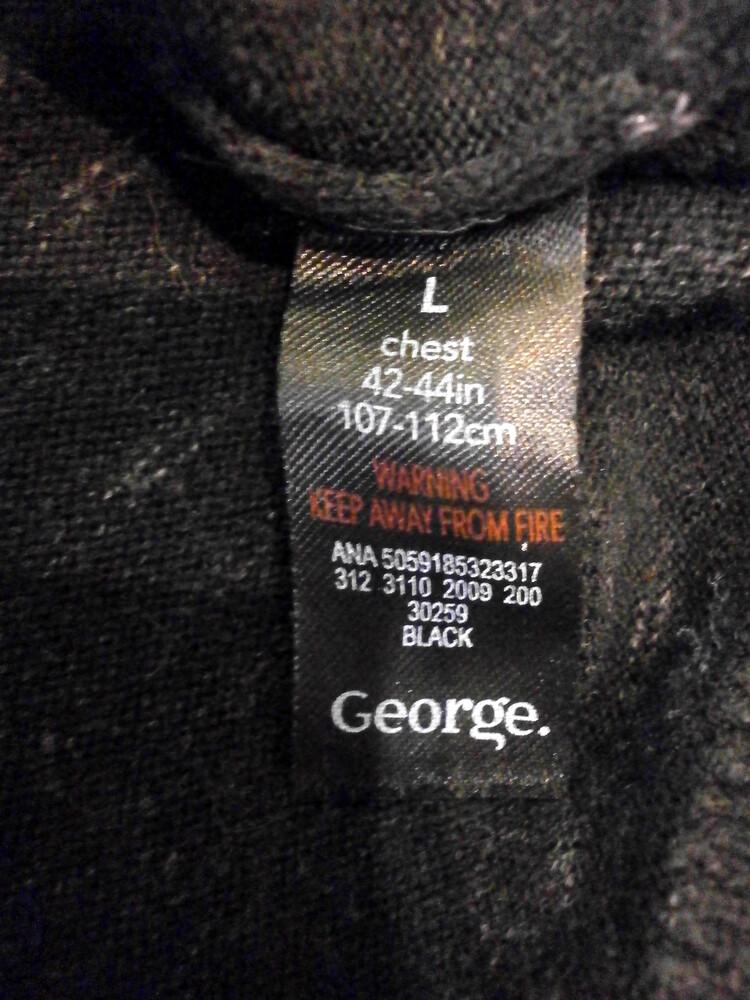 L
chest
42-44in
107-112cm
WARNING
KEEP AWAY FROM FIRE
ANA 5059185323317
312 3110 2009 200
30259
BLACK
George.